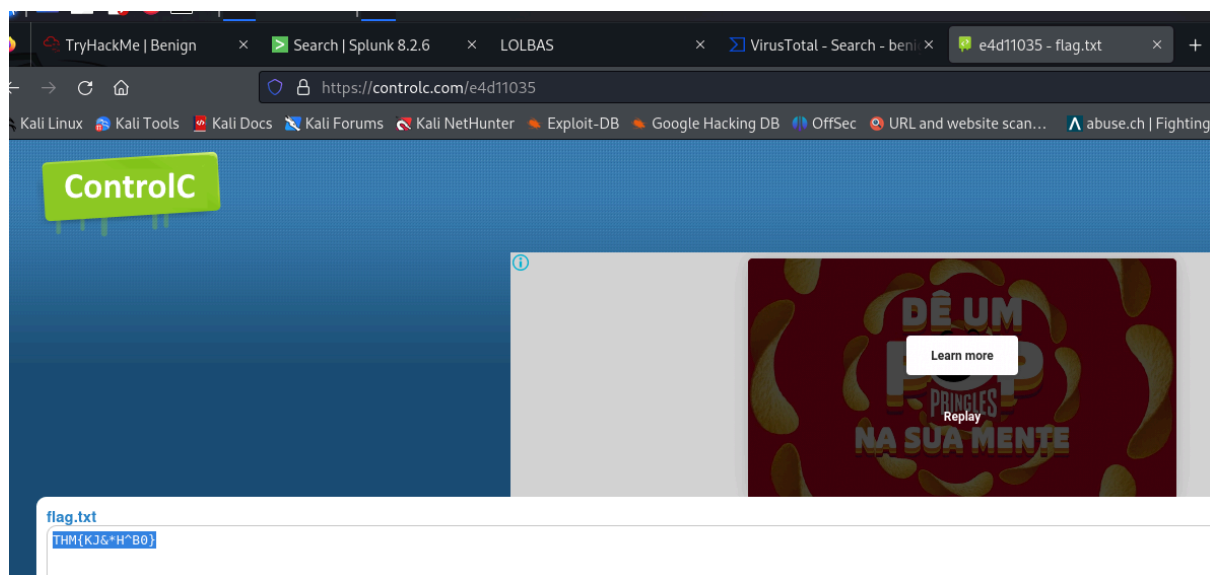 TryHackMe | Benign × Search | Splunk 8.2.6 × LOLBAS × VirusTotal - Search - beni × e4d11035 - flag.txt × +
https://controlc.com/e4d11035
Kali Linux Kali Tools Kali Docs Kali Forums Kali NetHunter Exploit-DB Google Hacking DB OffSec URL and website scan... abuse.ch | Fighting
ControlC
DÊ UM
Learn more
POP
PRINGLES
Replay
NA SUA MENTE
flag.txt
THM{KJ&*H^B0}